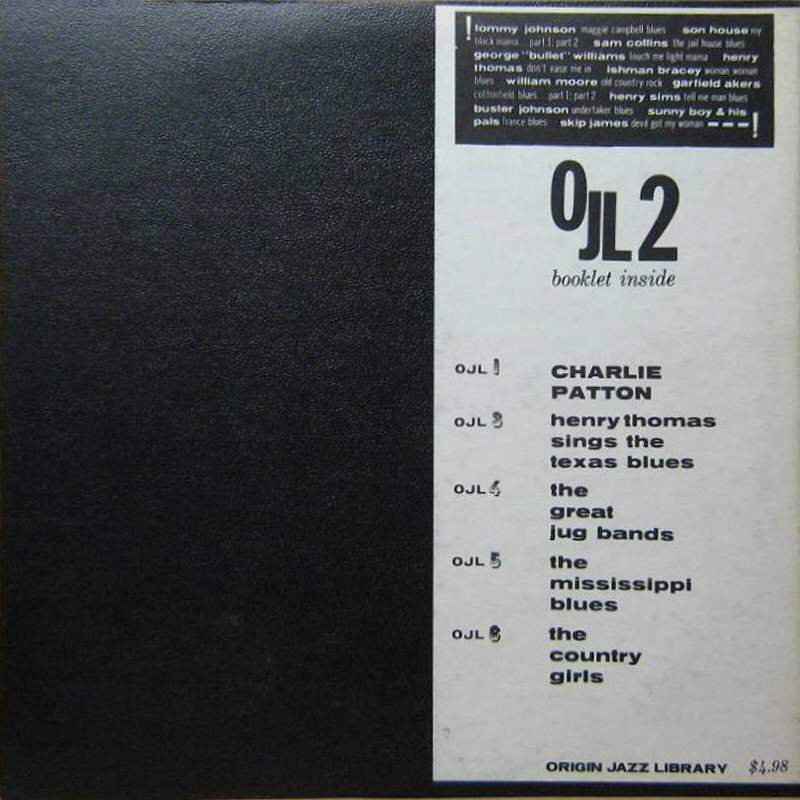 ! tommy johnson maggie campbell blues son house my
black mama part 1; part 2 sam collins the jail house blues
george "bullet" williams touch me light mama henry
thomas don't ease me in ishman bracey woman woman
blues william moore old country rock garfield akers
cottonfield blues...part 1; part 2 henry sims tell me man blues
buster johnson undertaker blues sunny boy & his
pals france blues skip james devil got my woman ---!
OJL 2
booklet inside
OJL 1 CHARLIE
PATTON
OJL 3 henry thomas
sings the
texas blues
OJL 4 the
great
jug bands
OJL 5 the
mississippi
blues
OJL 6 the
country
girls
ORIGIN JAZZ LIBRARY $4.98